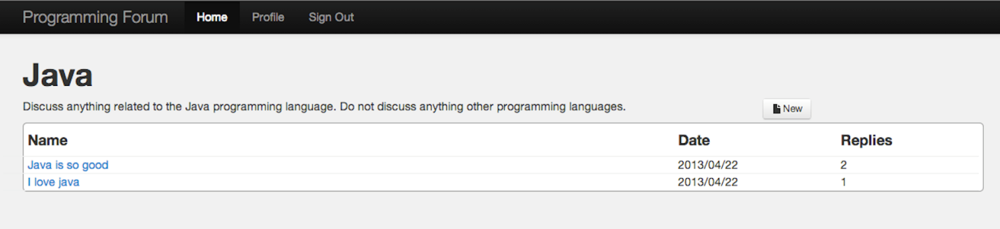 Programming Forum Home Profile Sign Out
Java
Discuss anything related to the Java programming language. Do not discuss anything other programming languages. New
Name Date Replies
Java is so good 2013/04/22 2
I love java 2013/04/22 1